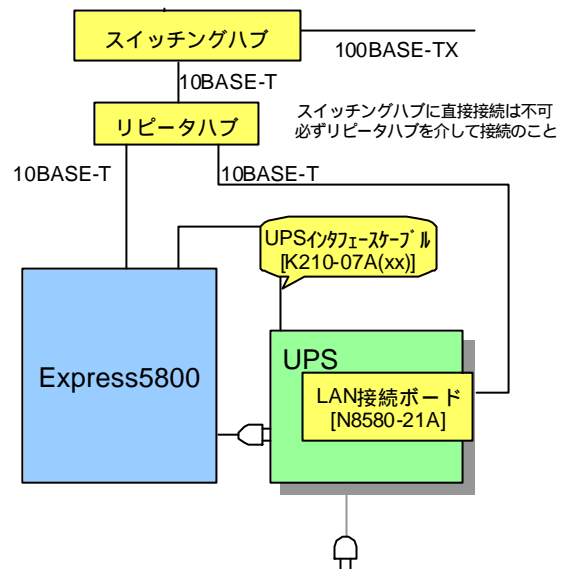 スイッチングハブ
100BASE-TX
10BASE-T
スイッチングハブに直接接続は不可
必ずリピータハブを介して接続のこと
リピータハブ
10BASE-T
10BASE-T
UPSインタフェースケーブル
[K210-07A(xx)]
Express5800
UPS
LAN接続ボード
[N8580-21A]